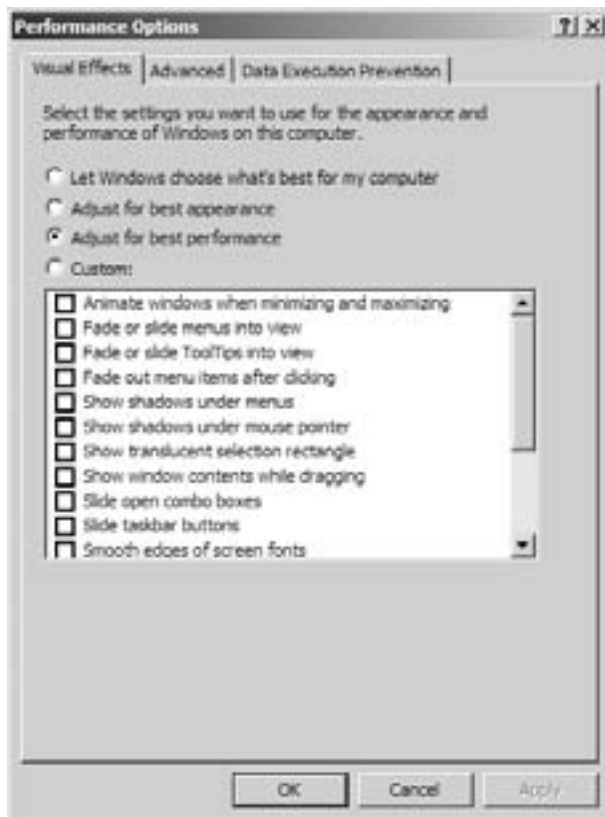 Performance Options
Visual Effects Advanced Data Execution Prevention
Select the settings you want to use for the appearance and
performance of Windows on this computer.
Let Windows choose what's best for my computer
Adjust for best appearance
Adjust for best performance
Custom:
Animate windows when minimizing and maximizing
Fade or slide menus into view
Fade or slide ToolTips into view
Fade out menu items after clicking
Show shadows under menus
Show shadows under mouse pointer
Show translucent selection rectangle
Show window contents while dragging
Slide open combo boxes
Slide taskbar buttons
Smooth edges of screen fonts
OK Cancel Apply